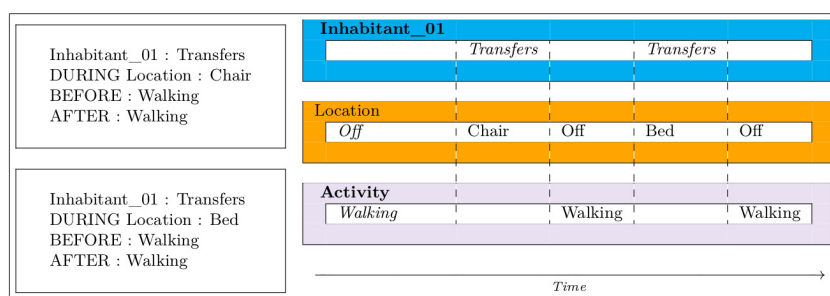 Inhabitant_01 : Transfers
DURING Location : Chair
BEFORE : Walking
AFTER : Walking
Inhabitant_01 : Transfers
DURING Location : Bed
BEFORE : Walking
AFTER : Walking
Inhabitant_01
Transfers Transfers
Location
Off Chair Off Bed Off
Activity
Walking Walking Walking
Time